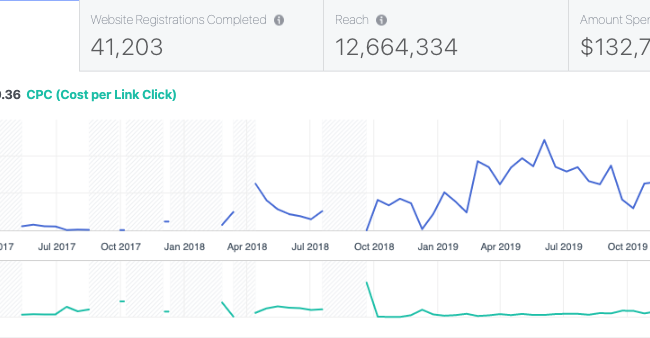 Website Registrations Completed
Reach
Amount Spen
41,203
12,664,334
$132,7
0.36 CPC (Cost per Link Click)
2017 Jul 2017 Oct 2017 Jan 2018 Apr 2018 Jul 2018 Oct 2018 Jan 2019 Apr 2019 Jul 2019 Oct 2019